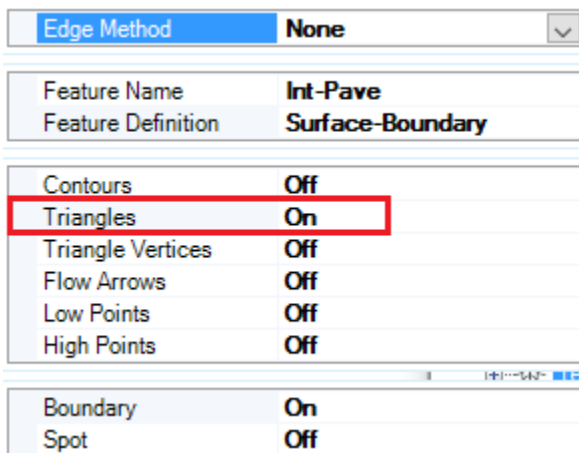 Edge Method None
Feature Name Int-Pave
Feature Definition Surface-Boundary
Contours Off
Triangles On
Triangle Vertices Off
Flow Arrows Off
Low Points Off
High Points Off
Boundary On
Spot Off